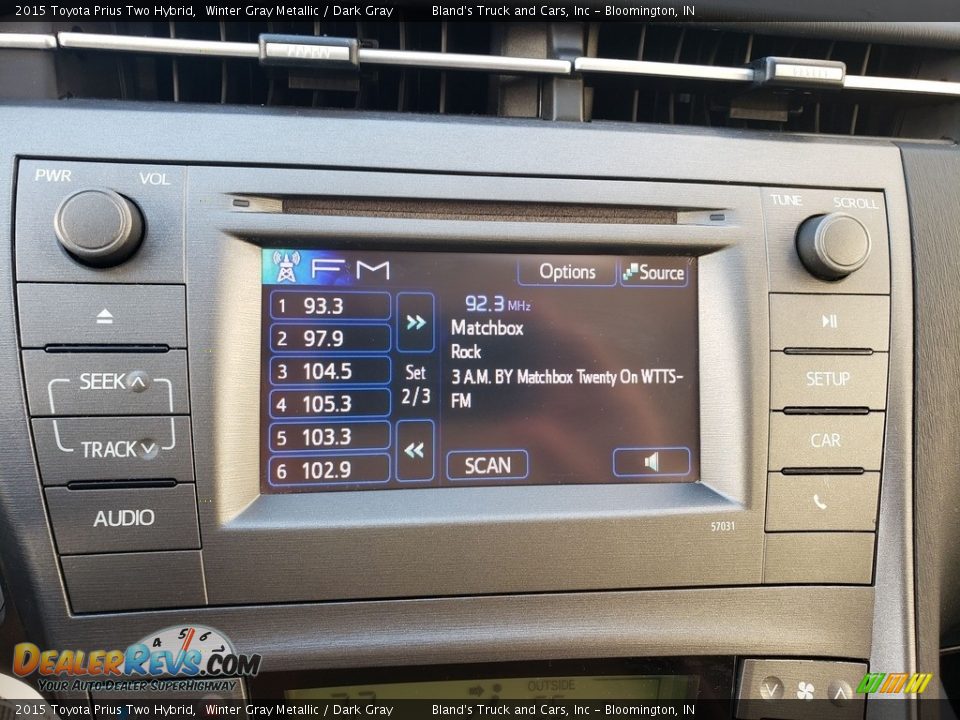 2015 Toyota Prius Two Hybrid, Winter Gray Metallic / Dark Gray Bland's Truck and Cars, Inc - Bloomington, IN
PWR VOL
TUNE SCROLL
FM Options Source
1 93.3
2 97.9
3 104.5
4 105.3
5 103.3
6 102.9
Set
2/3
92.3 MHz
Matchbox
Rock
3 A.M. BY Matchbox Twenty On WTTS-
FM
SCAN
SEEK
TRACK
AUDIO
SETUP
CAR
57031
4 5 6
DEALERREVS.COM
YOUR AUTO DEALER SUPERHIGHWAY
OUTSIDE
2015 Toyota Prius Two Hybrid, Winter Gray Metallic / Dark Gray Bland's Truck and Cars, Inc - Bloomington, IN